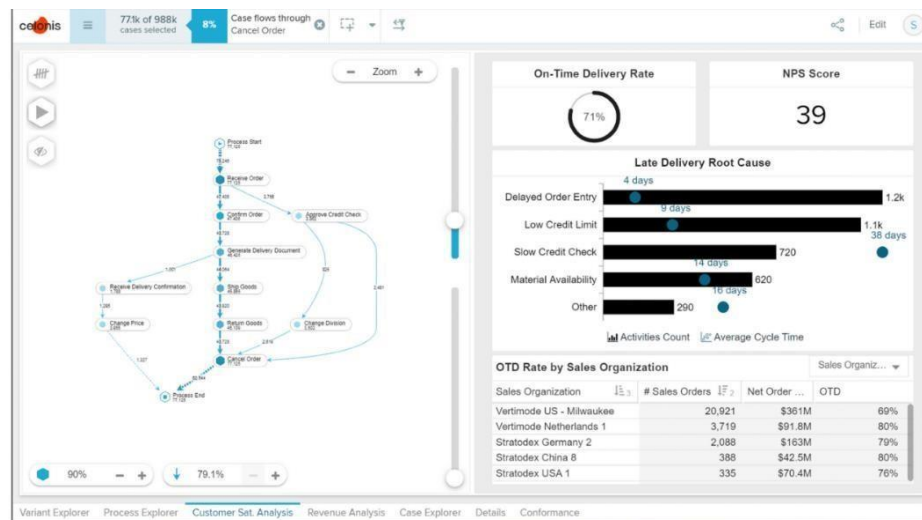 celonis
77.1k of 988k
cases selected
8%
Case flows through
Cancel Order
Edit
S
Zoom
Process Start
77,125
Receive Order
77,125
Confirm Order
Approve Credit Check
Generate Delivery Document
Receive Delivery Confirmation
Ship Goods
Change Price
Return Goods
Change Division
Cancel Order
77,125
Process End
77,125
90%
79.1%
On-Time Delivery Rate
71%
NPS Score
39
Late Delivery Root Cause
4 days
Delayed Order Entry
1.2k
9 days
Low Credit Limit
1.1k
38 days
Slow Credit Check
720
14 days
Material Availability
620
16 days
Other
290
Activities Count
Average Cycle Time
OTD Rate by Sales Organization
Sales Organiz...
Sales Organization # Sales Orders Net Order ... OTD
Vertimode US - Milwaukee 20,921 $361M 69%
Vertimode Netherlands 1 3,719 $91.8M 80%
Stratodex Germany 2 2,088 $163M 79%
Stratodex China 8 388 $42.5M 80%
Stratodex USA 1 335 $70.4M 76%
Variant Explorer Process Explorer Customer Sat. Analysis Revenue Analysis Case Explorer Details Conformance